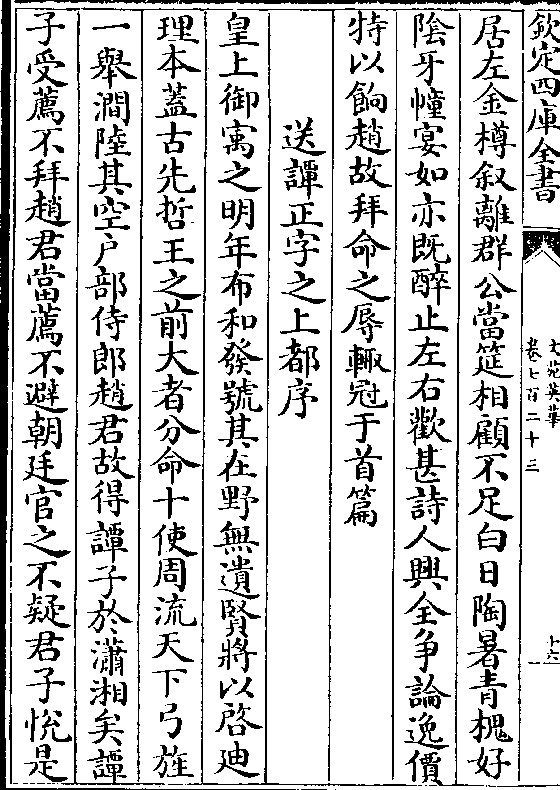 欽定四庫全書
文苑英華
卷七百二十三
十六
居左金樽叙離群公當筵相顧不足白日陶暑青槐好
陰牙幢宴如亦既醉止左右歡甚詩人興全争論逸價
特以餉趙故拜命之辱輙冠于首篇
送譚正字之上都序
皇上御㝢之明年布和發號其在野無遺賢將以啓廸
理本蓋古先哲王之前大者分命十使周流天下弓旌
一舉澗陸其空户部侍郎趙君故得譚子於瀟湘矣譚
子受薦不拜趙君當薦不避朝廷官之不疑君子恱是